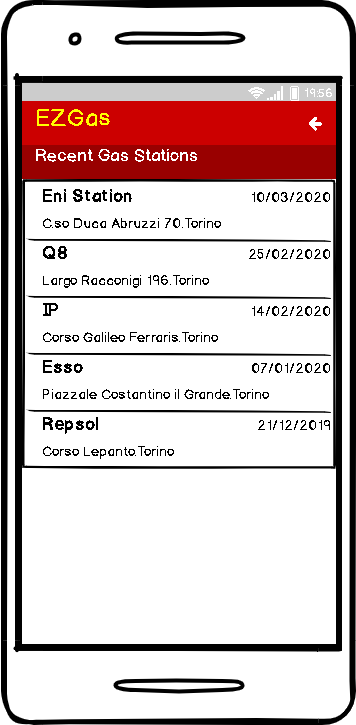 19:56
EZGas
Recent Gas Stations
Eni Station 10/03/2020
C.so Duca Abruzzi 70,Torino
Q8 25/02/2020
Largo Racconigi 196,Torino
IP 14/02/2020
Corso Galileo Ferraris,Torino
Esso 07/01/2020
Piazzale Costantino il Grande,Torino
Repsol 21/12/2019
Corso Lepanto,Torino